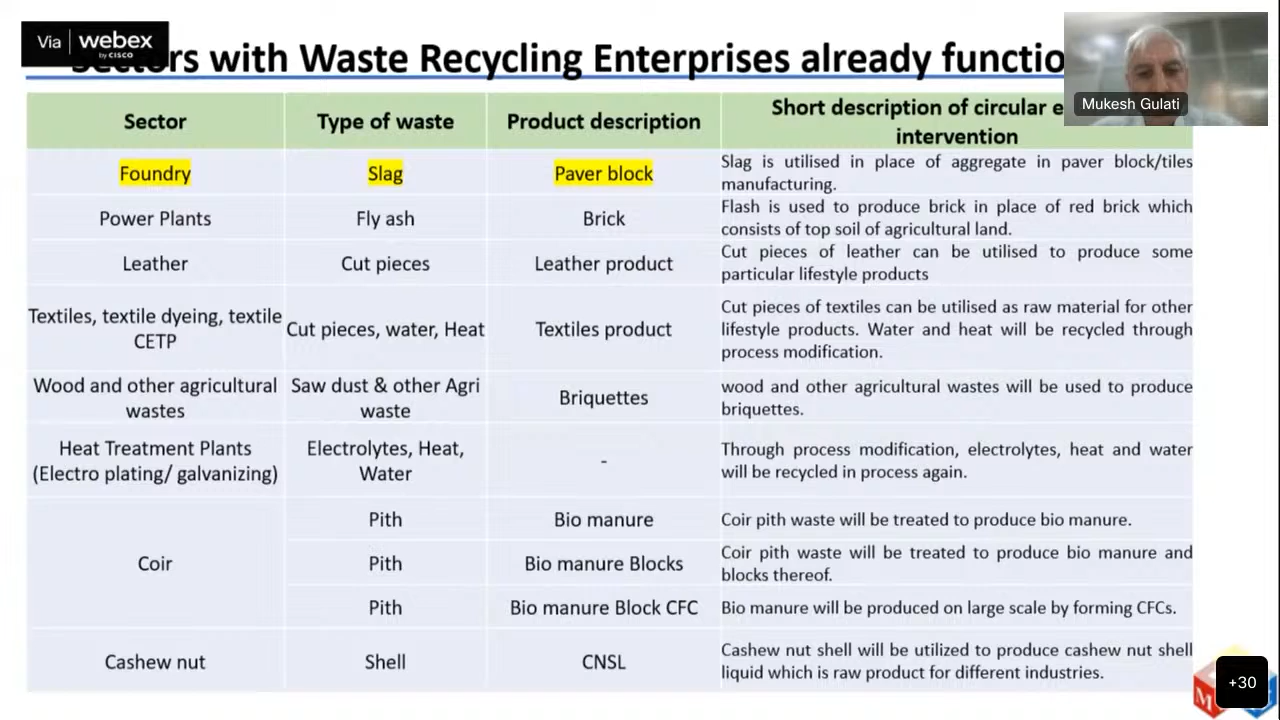 Via webex
by CISCO
Sectors with Waste Recycling Enterprises already functio
Mukesh Gulati
Sector
Type of waste
Product description
Short description of circular e
intervention
Foundry
Slag
Paver block
Slag is utilised in place of aggregate in paver block/tiles
manufacturing.
Power Plants
Fly ash
Brick
Flash is used to produce brick in place of red brick which
consists of top soil of agricultural land.
Leather
Cut pieces
Leather product
Cut pieces of leather can be utilised to produce some
particular lifestyle products
Textiles, textile dyeing, textile
CETP
Cut pieces, water, Heat
Textiles product
Cut pieces of textiles can be utilised as raw material for other
lifestyle products. Water and heat will be recycled through
process modification.
Wood and other agricultural
wastes
Saw dust & other Agri
waste
Briquettes
wood and other agricultural wastes will be used to produce
briquettes.
Heat Treatment Plants
(Electro plating/ galvanizing)
Electrolytes, Heat,
Water
-
Through process modification, electrolytes, heat and water
will be recycled in process again.
Coir
Pith
Bio manure
Coir pith waste will be treated to produce bio manure.
Pith
Bio manure Blocks
Coir pith waste will be treated to produce bio manure and
blocks thereof.
Pith
Bio manure Block CFC
Bio manure will be produced on large scale by forming CFCs.
Cashew nut
Shell
CNSL
Cashew nut shell will be utilized to produce cashew nut shell
liquid which is raw product for different industries.
+30